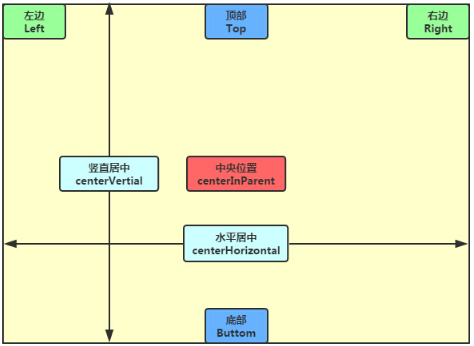 左边
Left
顶部
Top
右边
Right
竖直居中
centerVertial
中央位置
centerInParent
水平居中
centerHorizontal
底部
Buttom